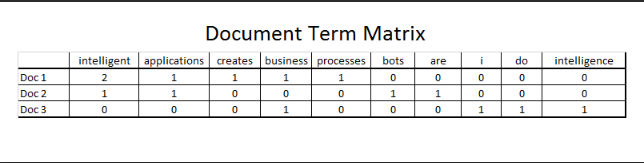 Document Term Matrix
intelligent applications creates business processes bots are i do intelligence
Doc 1 2 1 1 1 1 0 0 0 0 0
Doc 2 1 1 0 0 0 1 1 0 0 0
Doc 3 0 0 0 1 0 0 0 1 1 1